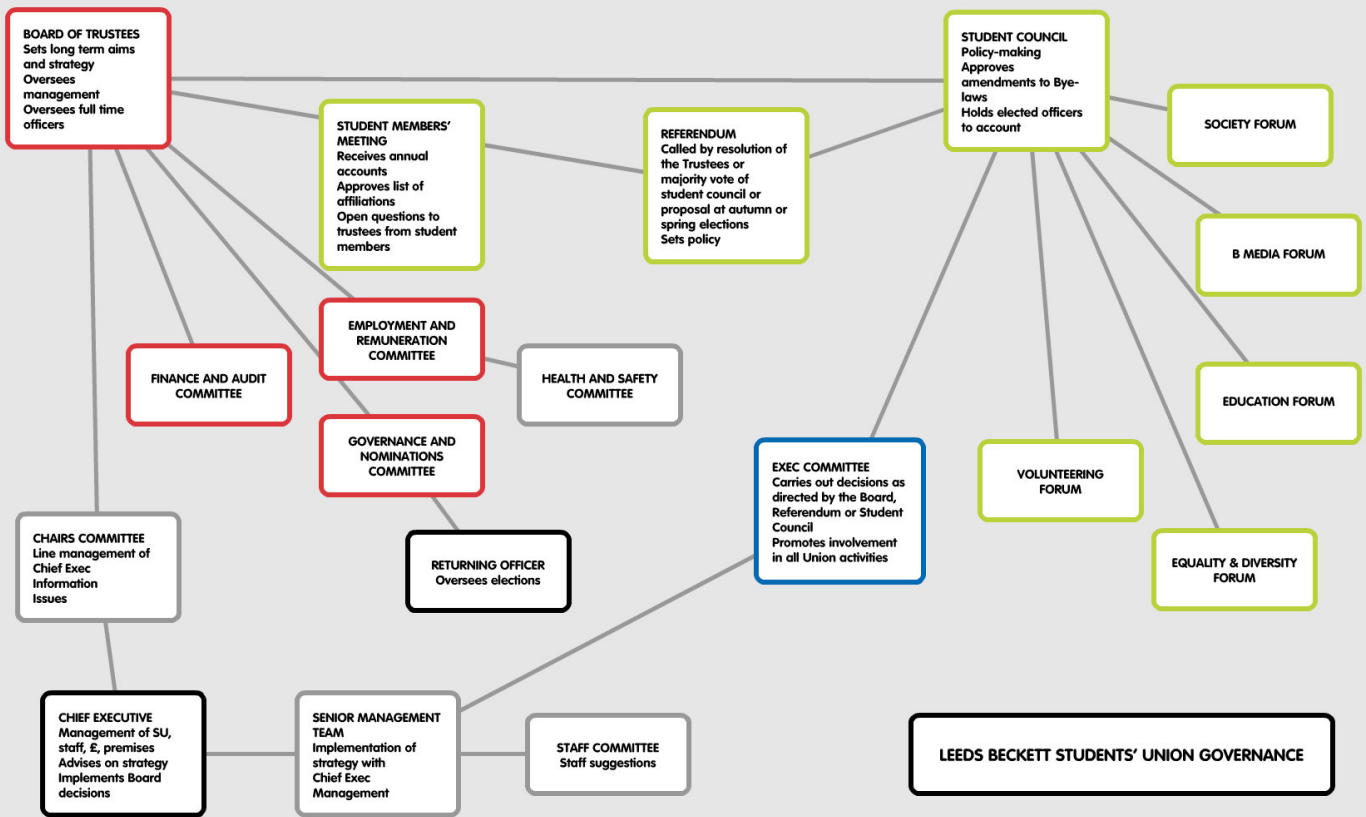 BOARD OF TRUSTEES
Sets long term aims
and strategy
Oversees
management
Oversees full time
officers
STUDENT COUNCIL
Policy-making
Approves
amendments to Bye-
laws
Holds elected officers
to account
SOCIETY FORUM
STUDENT MEMBERS’
MEETING
Receives annual
accounts
Approves list of
affiliations
Open questions to
trustees from student
members
REFERENDUM
Called by resolution of
the Trustees or
majority vote of
student council or
proposal at autumn or
spring elections
Sets policy
B MEDIA FORUM
EMPLOYMENT AND
REMUNERATION
COMMITTEE
FINANCE AND AUDIT
COMMITTEE
HEALTH AND SAFETY
COMMITTEE
EDUCATION FORUM
GOVERNANCE AND
NOMINATIONS
COMMITTEE
EXEC COMMITTEE
Carries out decisions as
directed by the Board,
Referendum or Student
Council
Promotes involvement
in all Union activities
VOLUNTEERING
FORUM
CHAIRS COMMITTEE
Line management of
Chief Exec
Information
Issues
RETURNING OFFICER
Oversees elections
EQUALITY & DIVERSITY
FORUM
CHIEF EXECUTIVE
Management of SU,
staff, £, premises
Advises on strategy
Implements Board
decisions
SENIOR MANAGEMENT
TEAM
Implementation of
strategy with
Chief Exec
Management
STAFF COMMITTEE
Staff suggestions
LEEDS BECKETT STUDENTS’ UNION GOVERNANCE